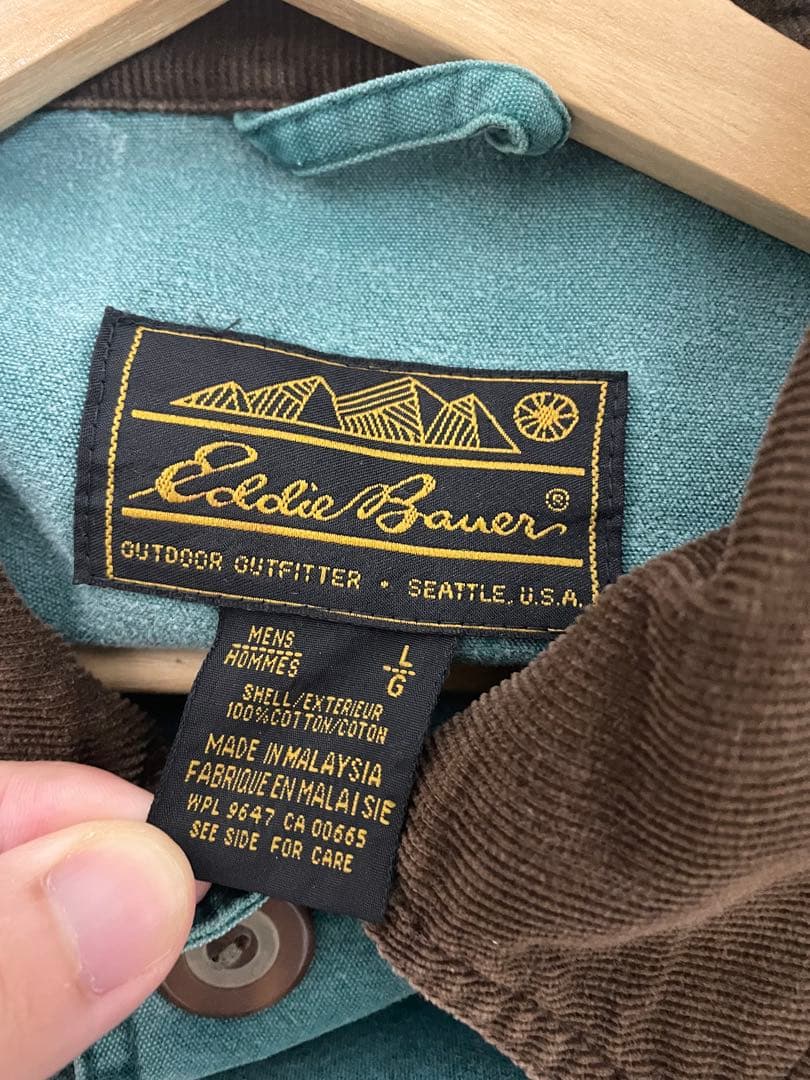 Eddie Bauer®
OUTDOOR OUTFITTER • SEATTLE, U.S.A.
MENS
HOMMES
L
G
SHELL/EXTERIEUR
100% COTTON/COTON
MADE IN MALAYSIA
FABRIQUE EN MALAISIE
WPL 9647 CA 00665
SEE SIDE FOR CARE